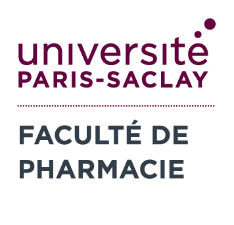 université
PARIS-SACLAY
FACULTÉ DE
PHARMACIE